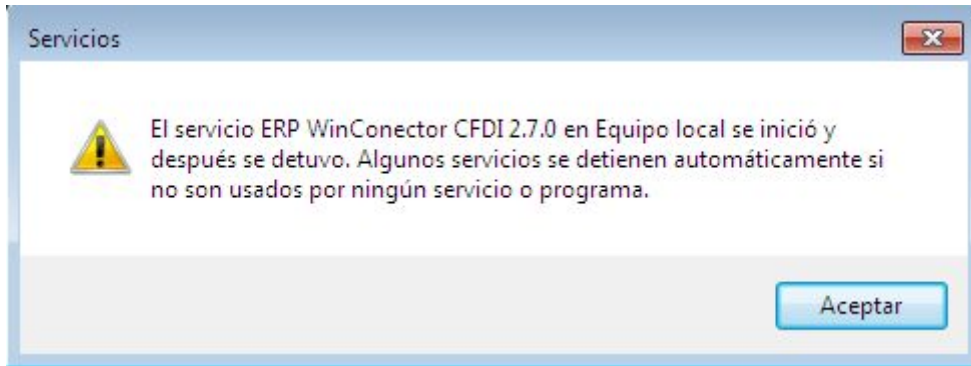 Servicios
El servicio ERP WinConector CFDI 2.7.0 en Equipo local se inició y
después se detuvo. Algunos servicios se detienen automáticamente si
no son usados por ningún servicio o programa.
Aceptar